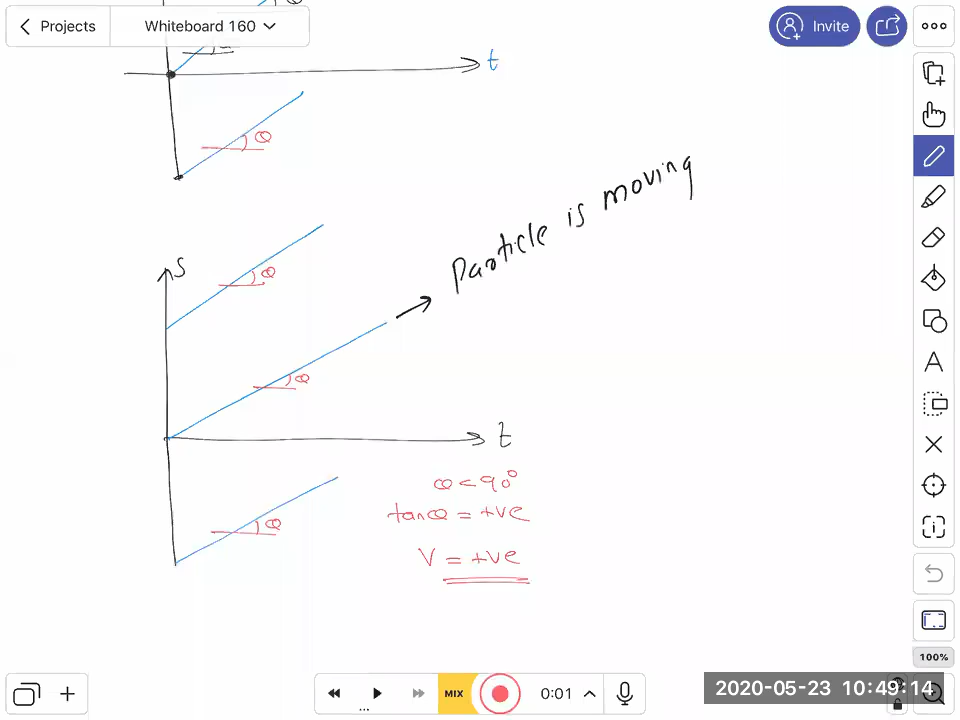 Projects
Whiteboard 160
Invite
t
θ
Particle is moving
S
θ
θ
t
θ < 90°
tanθ = +ve
θ
V = +ve
A
100%
MIX
0:01
2020-05-23 10:49:14